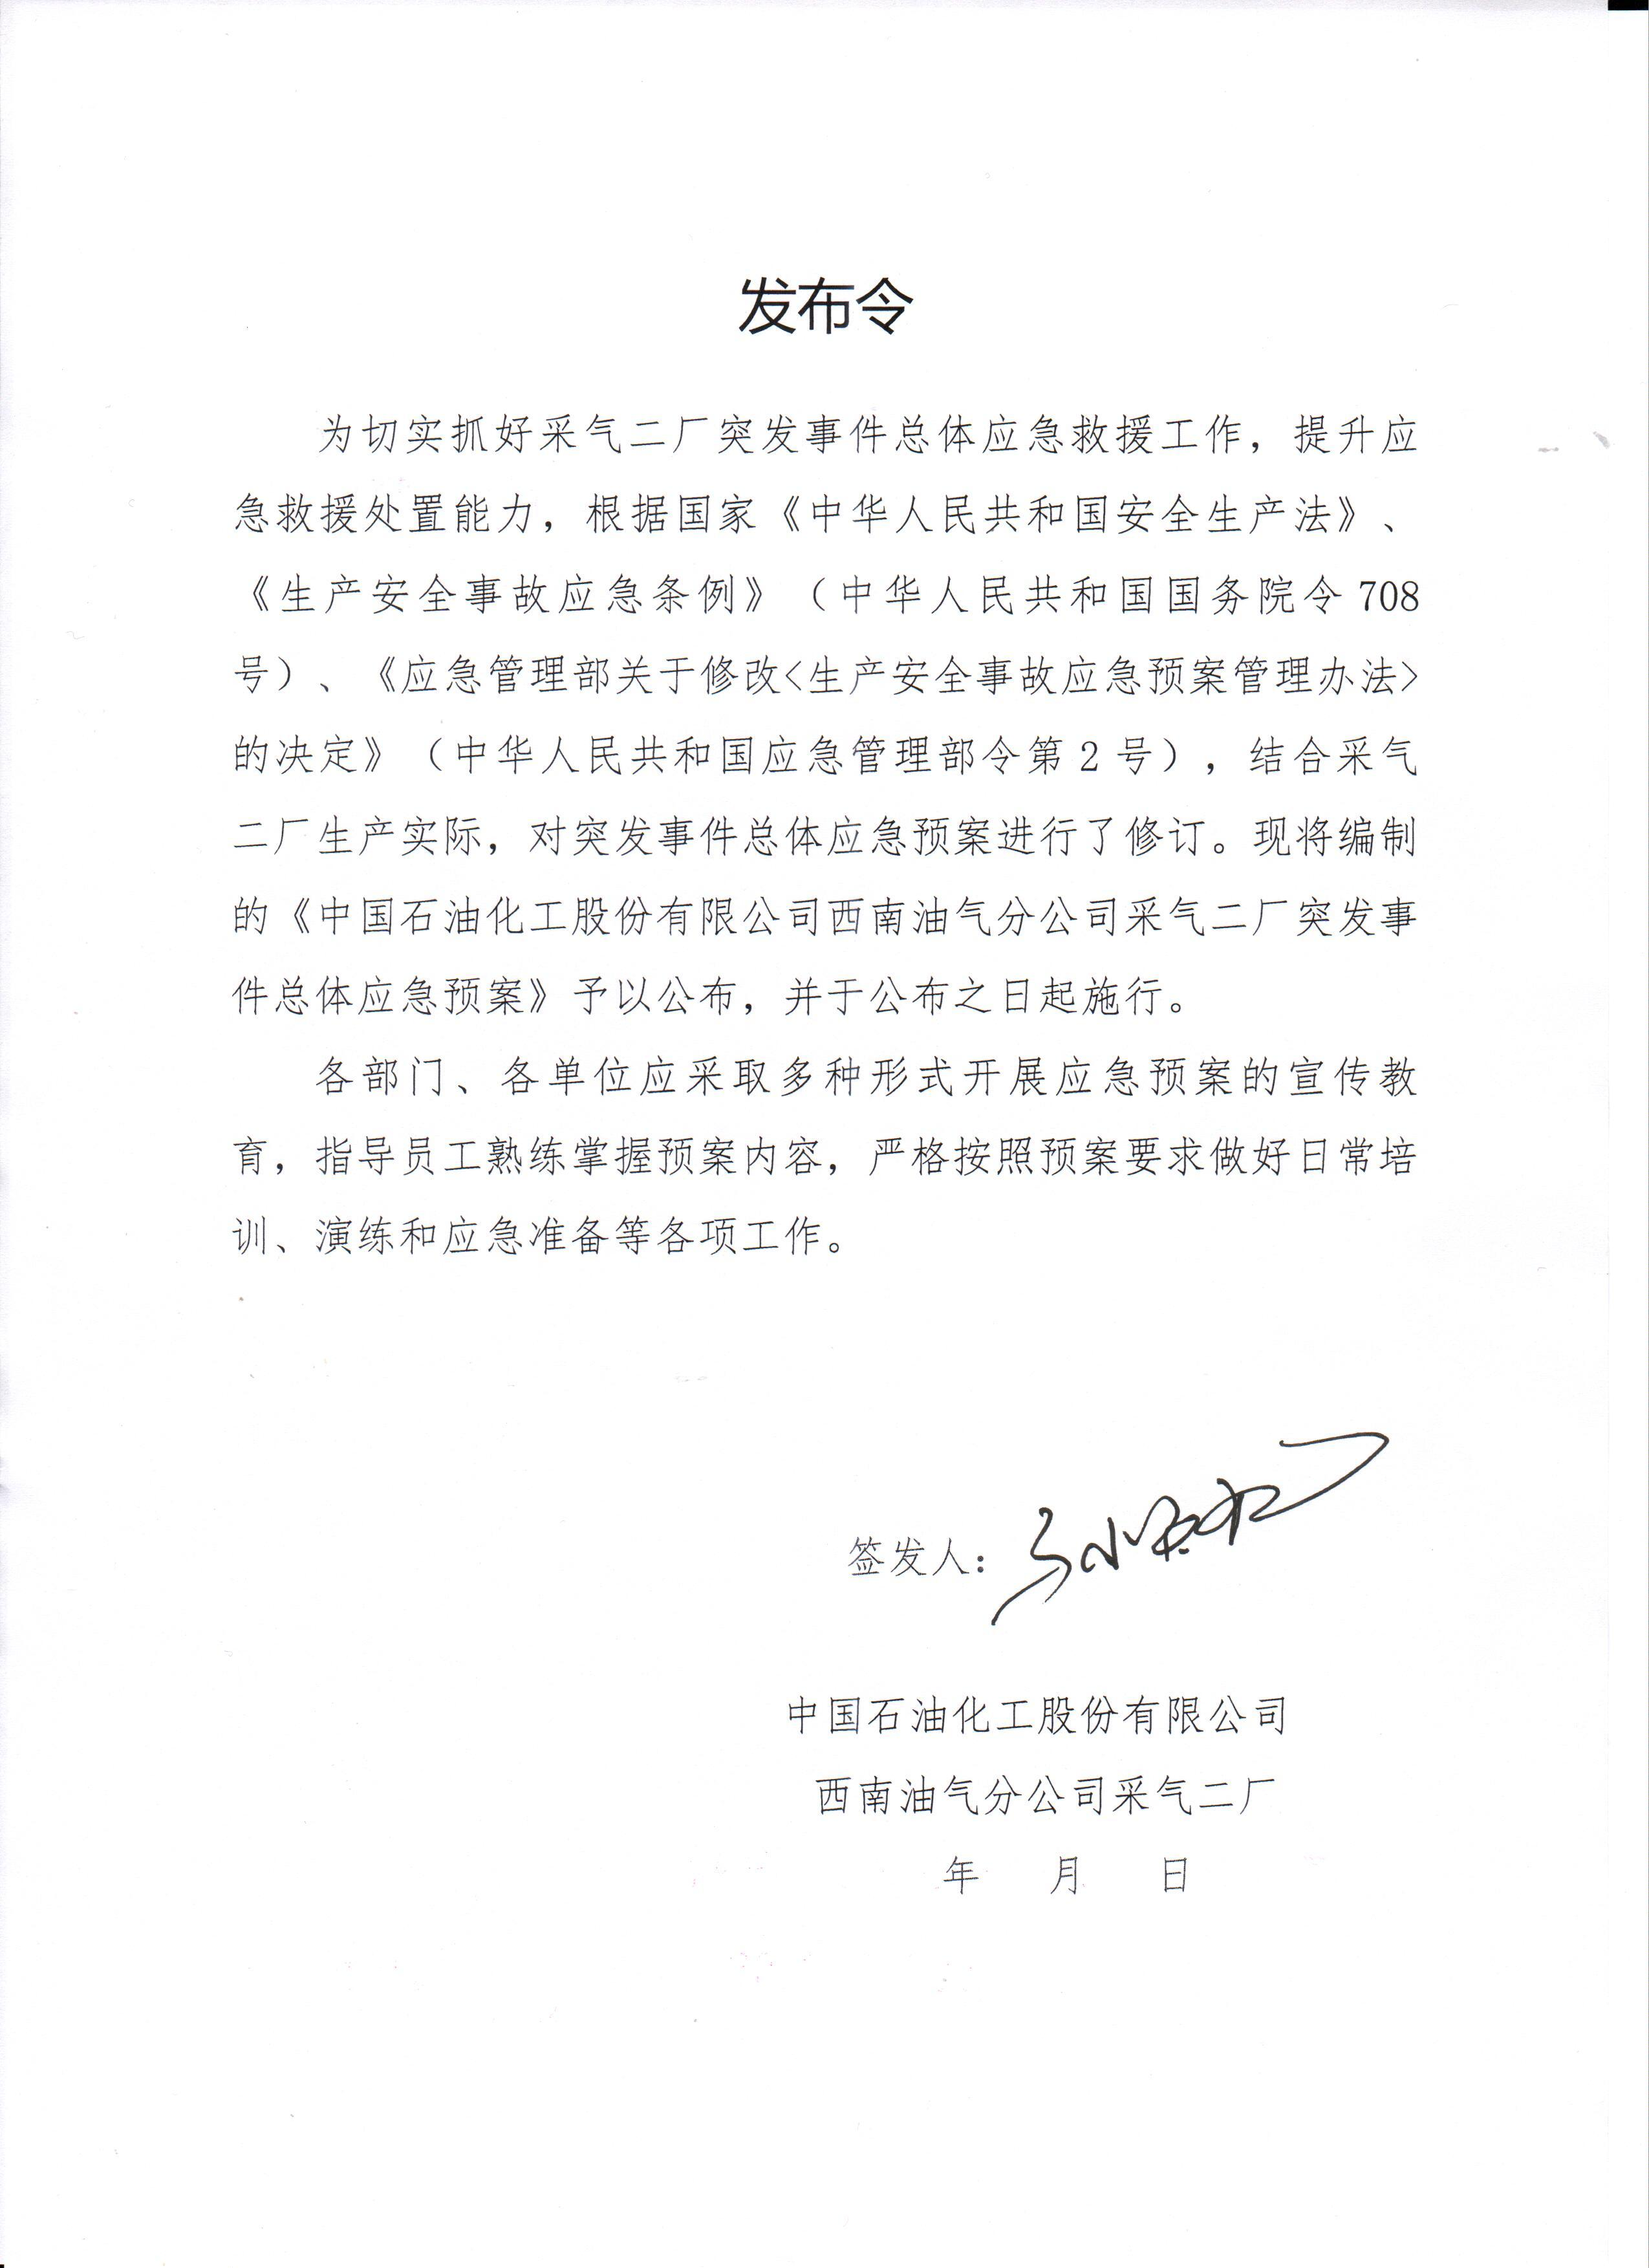 发布令
为切实抓好采气二厂突发事件总体应急救援工作，提升应
急救援处置能力，根据国家《中华人民共和国安全生产法》、
《生产安全事故应急条例》（中华人民共和国国务院令 708
号）、《应急管理部关于修改<生产安全事故应急预案管理办法>
的决定》（中华人民共和国应急管理部令第 2 号），结合采气
二厂生产实际，对突发事件总体应急预案进行了修订。现将编制
的《中国石油化工股份有限公司西南油气分公司采气二厂突发事
件总体应急预案》予以公布，并于公布之日起施行。
各部门、各单位应采取多种形式开展应急预案的宣传教
育，指导员工熟练掌握预案内容，严格按照预案要求做好日常培
训、演练和应急准备等各项工作。
签发人：
中国石油化工股份有限公司
西南油气分公司采气二厂
年 月 日